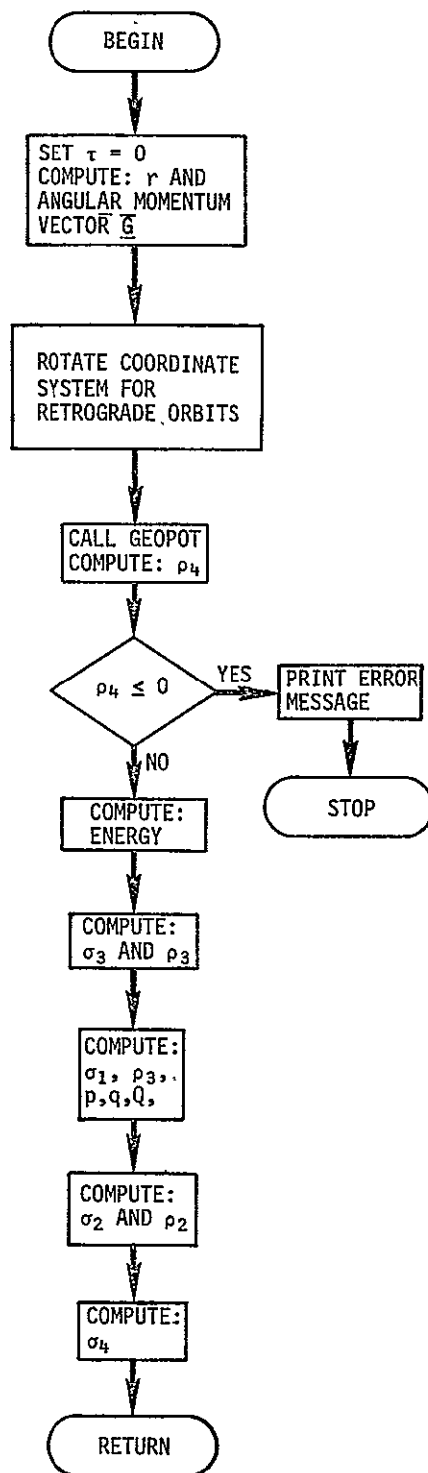 BEGIN
SET τ = 0
COMPUTE: r AND
ANGULAR MOMENTUM
VECTOR G
ROTATE COORDINATE
SYSTEM FOR
RETROGRADE ORBITS
CALL GEOPOT
COMPUTE: ρ₄
ρ₄ ≤ 0
YES
PRINT ERROR
MESSAGE
STOP
NO
COMPUTE:
ENERGY
COMPUTE:
σ₃ AND ρ₃
COMPUTE:
σ₁, ρ₃,
p,q,Q,
COMPUTE:
σ₂ AND ρ₂
COMPUTE:
σ₄
RETURN